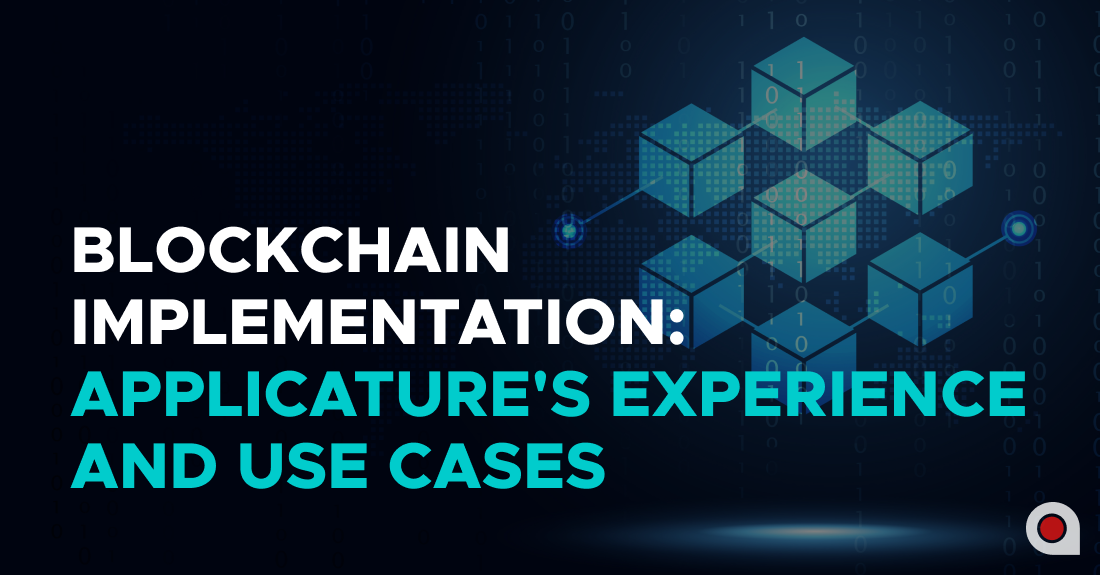 BLOCKCHAIN
IMPLEMENTATION:
APPLICATURE'S EXPERIENCE
AND USE CASES